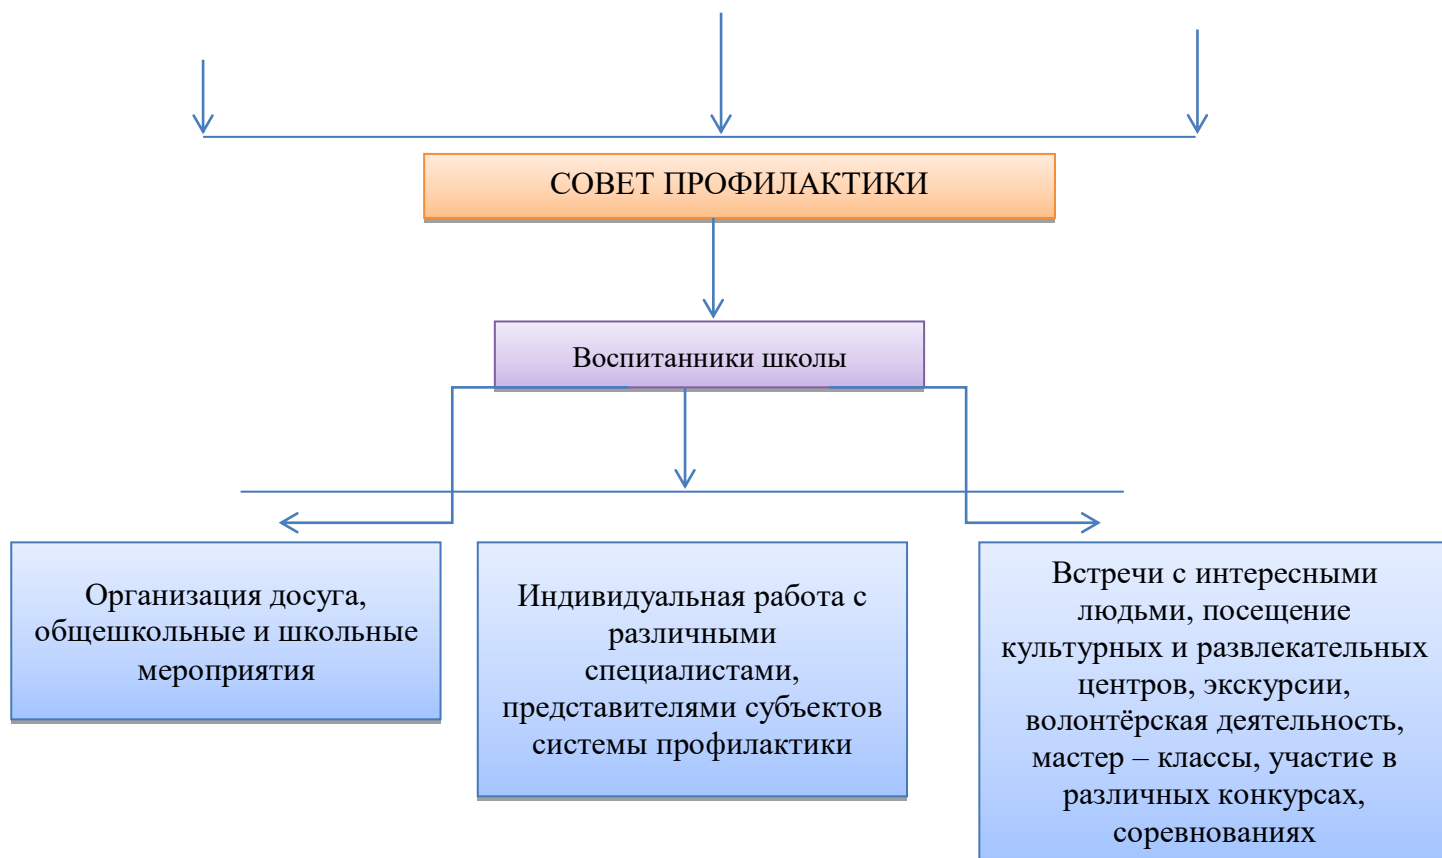 СОВЕТ ПРОФИЛАКТИКИ
Воспитанники школы
Организация досуга,
общешкольные и школьные
мероприятия
Индивидуальная работа с
различными
специалистами,
представителями субъектов
системы профилактики
Встречи с интересными
людьми, посещение
культурных и развлекательных
центров, экскурсии,
волонтёрская деятельность,
мастер – классы, участие в
различных конкурсах,
соревнованиях